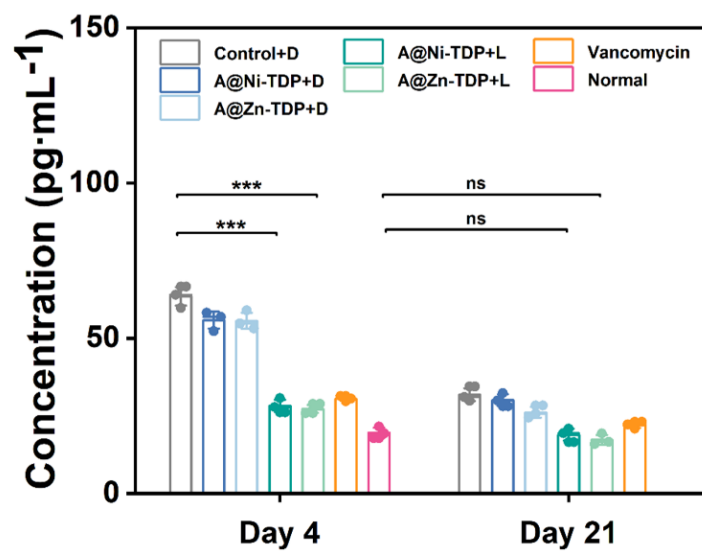 Concentration (pg·mL⁻¹)
150
100
50
0
Control+D
A@Ni-TDP+D
A@Zn-TDP+D
A@Ni-TDP+L
A@Zn-TDP+L
Vancomycin
Normal
***
***
ns
ns
Day 4
Day 21